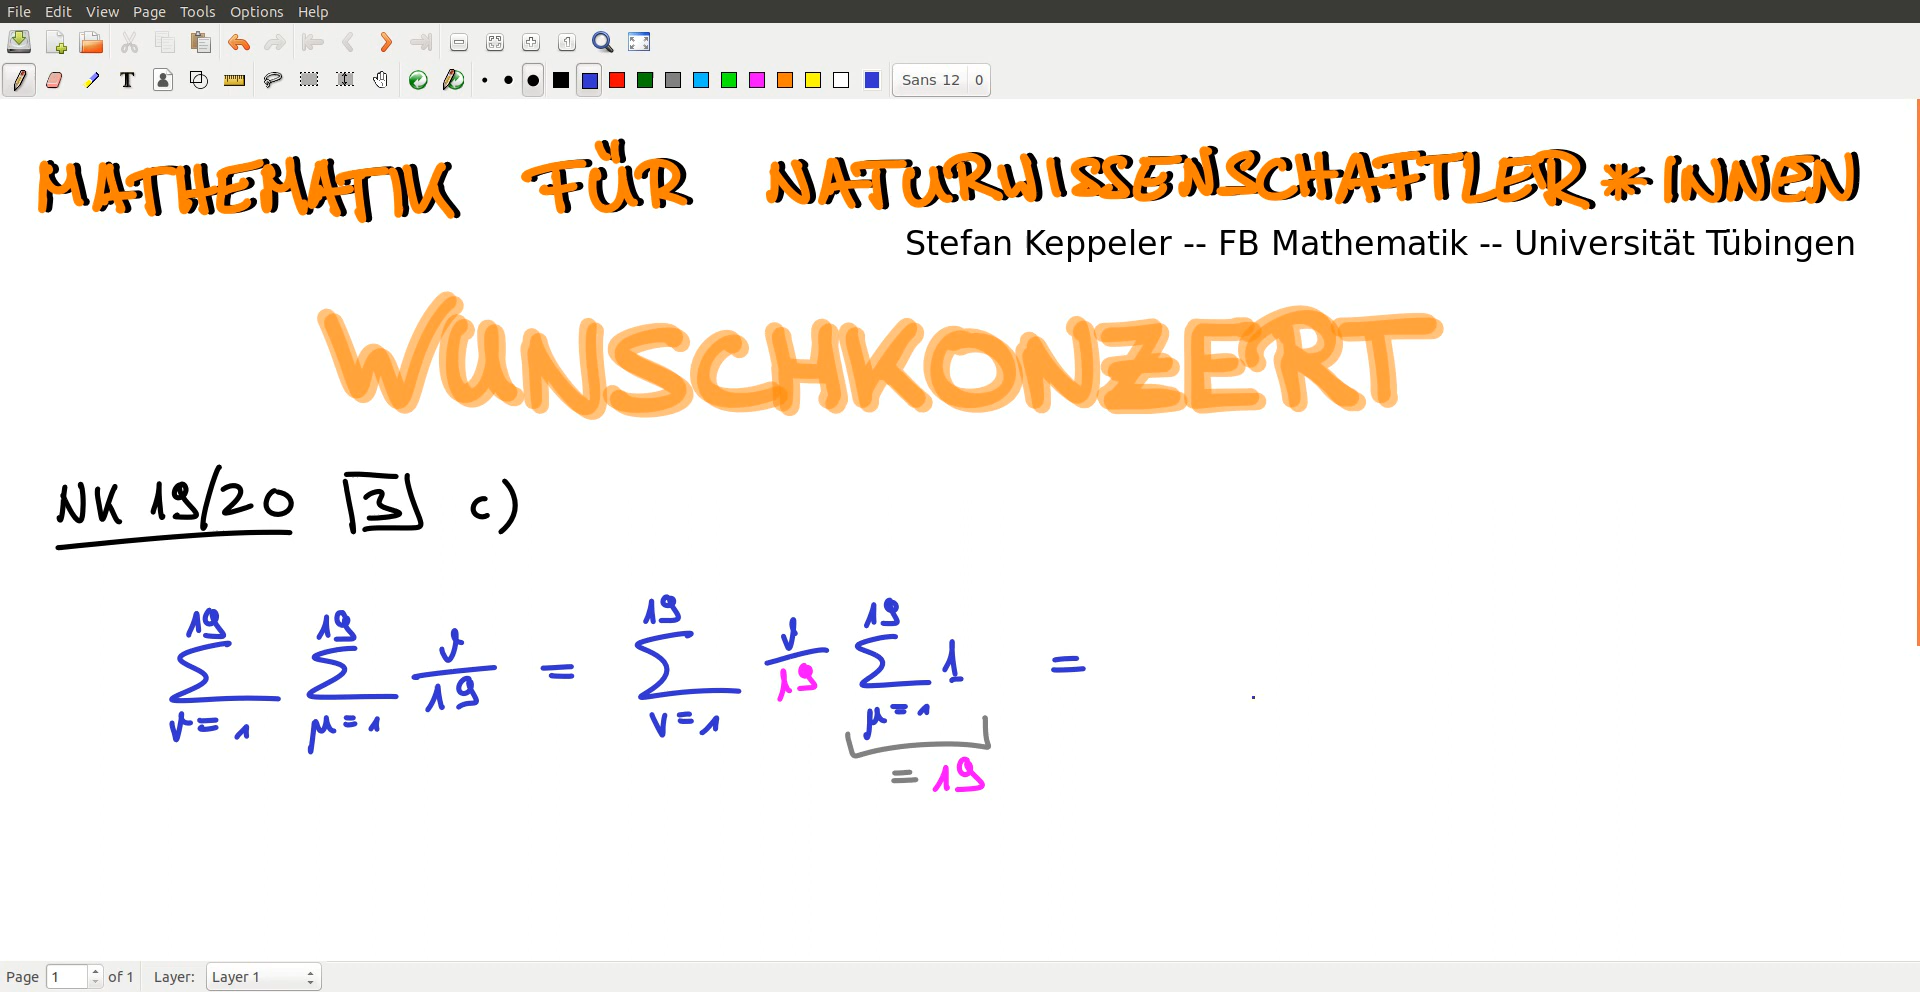 File Edit View Page Tools Options Help
Sans 12 0
MATHEMATIK FÜR NATURWISSENSCHAFTLER*INNEN
Stefan Keppeler -- FB Mathematik -- Universität Tübingen
WUNSCHKONZERT
NK 19/20 3 c)
19 19 19 19
∑ ∑ ν/19 = ∑ ν/19 ∑ 1 =
ν=1 μ=1 ν=1 μ=1
= 19
Page 1 of 1 Layer: Layer 1